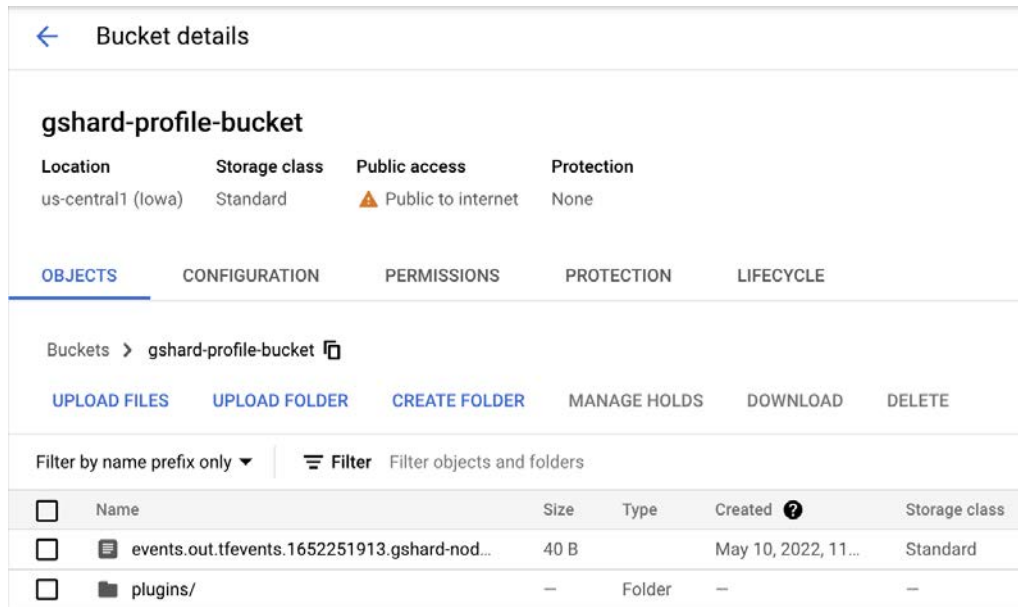 Bucket details
gshard-profile-bucket
Location Storage class Public access Protection
us-central1 (Iowa) Standard Public to internet None
OBJECTS CONFIGURATION PERMISSIONS PROTECTION LIFECYCLE
Buckets > gshard-profile-bucket
UPLOAD FILES UPLOAD FOLDER CREATE FOLDER MANAGE HOLDS DOWNLOAD DELETE
Filter by name prefix only Filter Filter objects and folders
Name Size Type Created ? Storage class
events.out.tfevents.1652251913.gshard-nod... 40 B May 10, 2022, 11... Standard
plugins/ — Folder — —